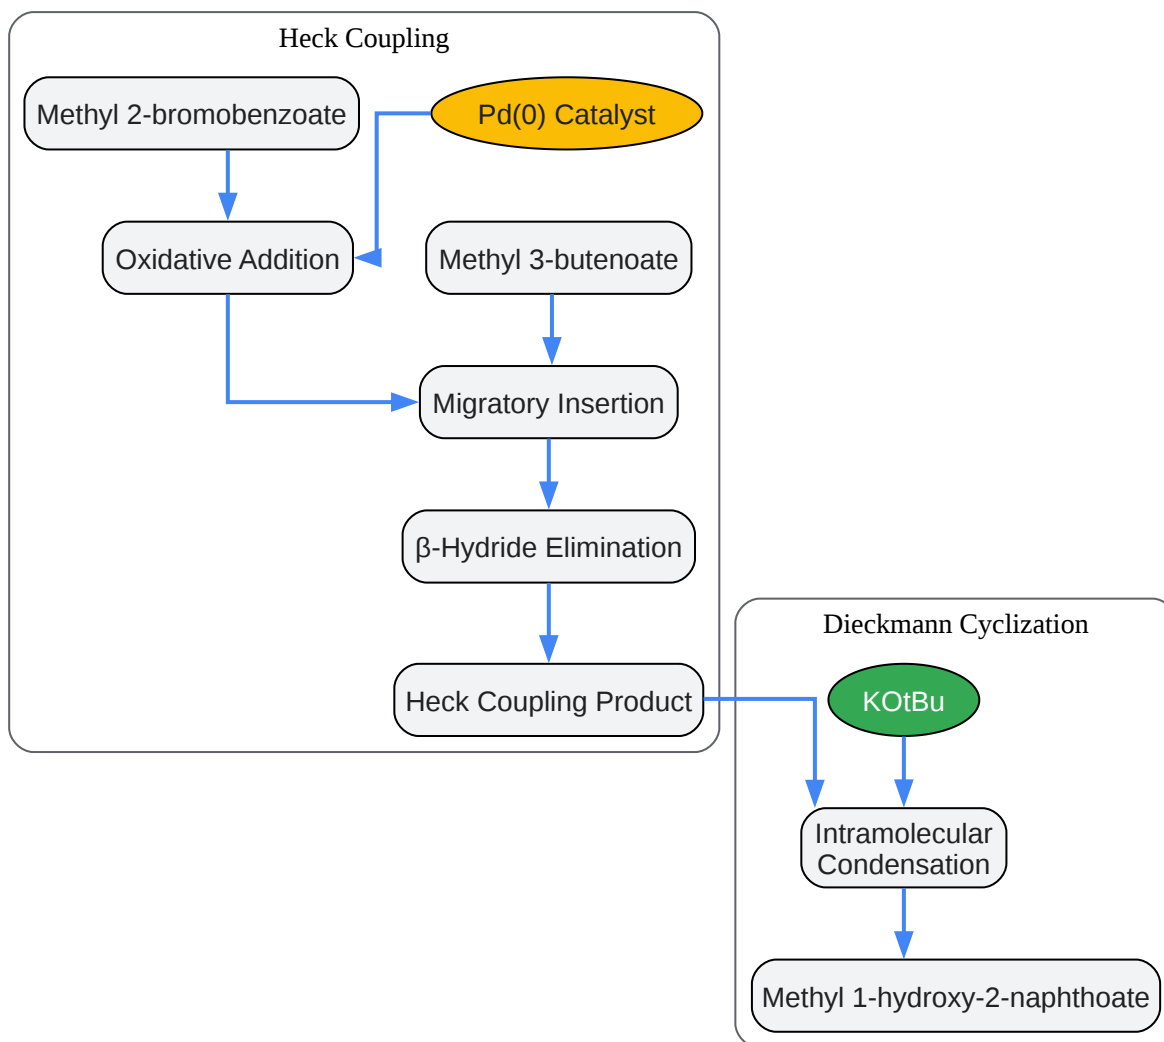 Heck Coupling
Methyl 2-bromobenzoate
Pd(0) Catalyst
Oxidative Addition
Methyl 3-butenoate
Migratory Insertion
β-Hydride Elimination
Heck Coupling Product
Dieckmann Cyclization
KOtBu
Intramolecular
Condensation
Methyl 1-hydroxy-2-naphthoate